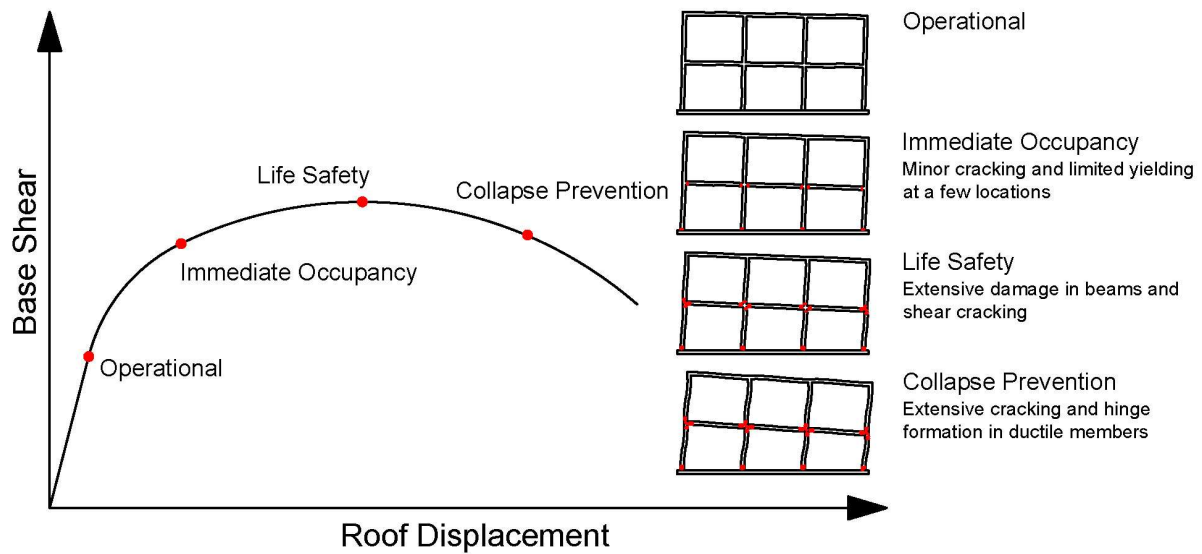 Base Shear
Roof Displacement
Operational
Immediate Occupancy
Life Safety
Collapse Prevention
Operational
Immediate Occupancy
Minor cracking and limited yielding
at a few locations
Life Safety
Extensive damage in beams and
shear cracking
Collapse Prevention
Extensive cracking and hinge
formation in ductile members